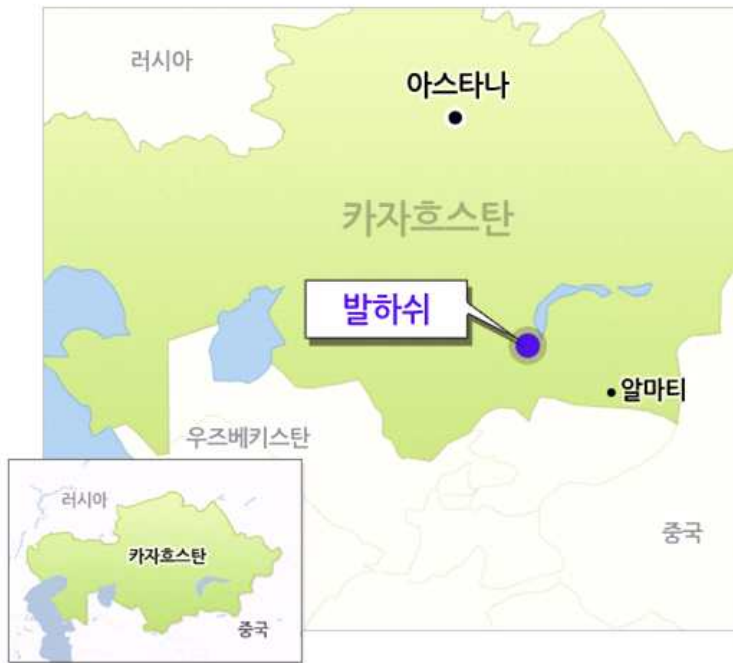 러시아
아스타나
카자흐스탄
발하쉬
알마티
우즈베키스탄
중국
러시아
카자흐스탄
중국